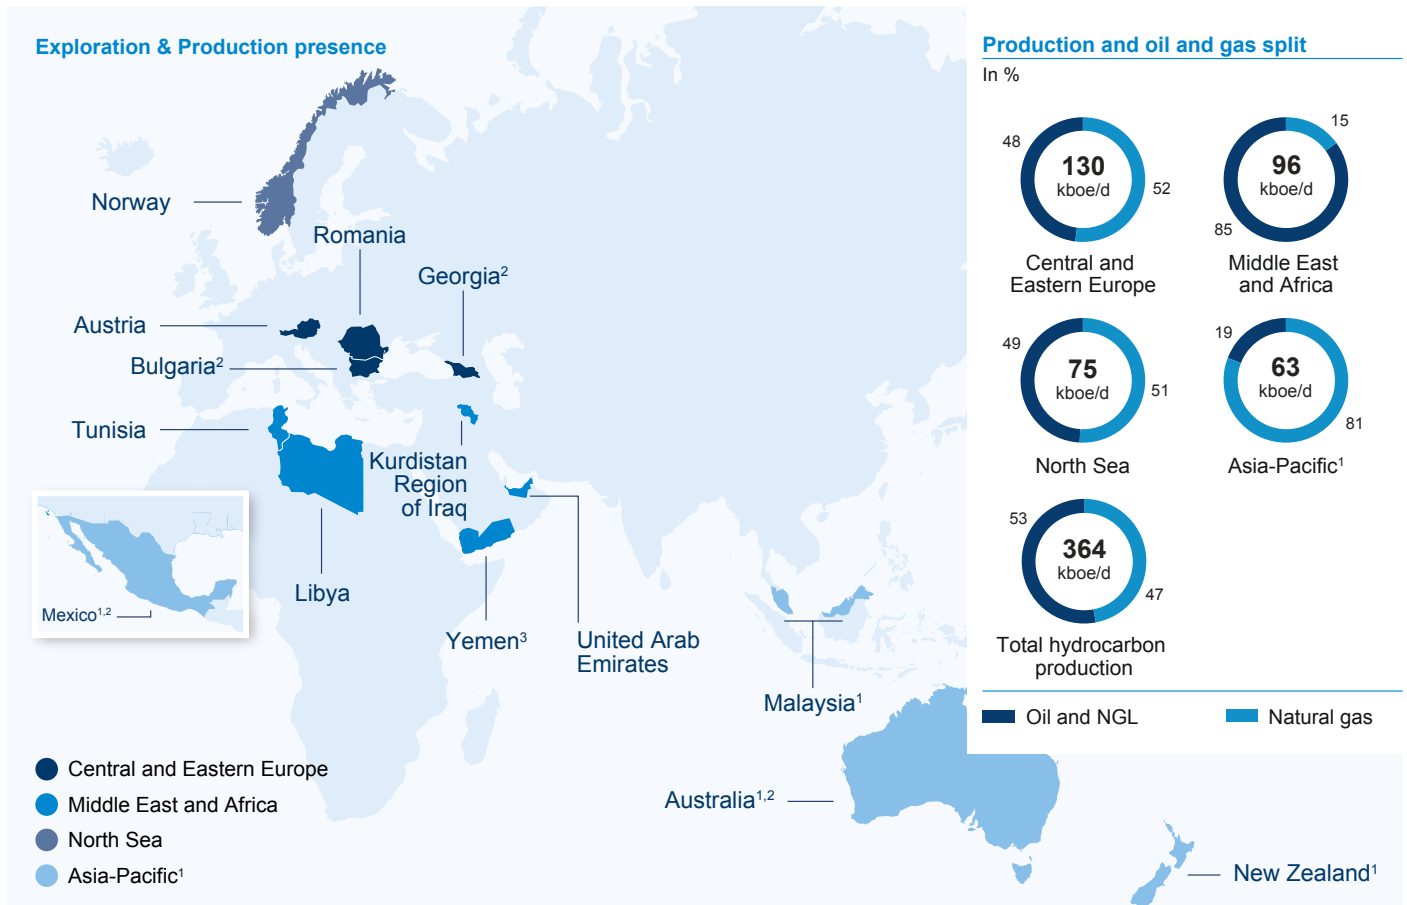 Exploration & Production presence
Norway
Romania
Georgia²
Austria
Bulgaria²
Tunisia
Kurdistan
Region
of Iraq
Libya
Mexico¹,²
Yemen³
United Arab
Emirates
Malaysia¹
Australia¹,²
New Zealand¹
Central and Eastern Europe
Middle East and Africa
North Sea
Asia-Pacific¹
Production and oil and gas split
In %
48
130
kboe/d
52
Central and
Eastern Europe
15
96
kboe/d
85
Middle East
and Africa
49
75
kboe/d
51
North Sea
19
63
kboe/d
81
Asia-Pacific¹
53
364
kboe/d
47
Total hydrocarbon
production
Oil and NGL
Natural gas